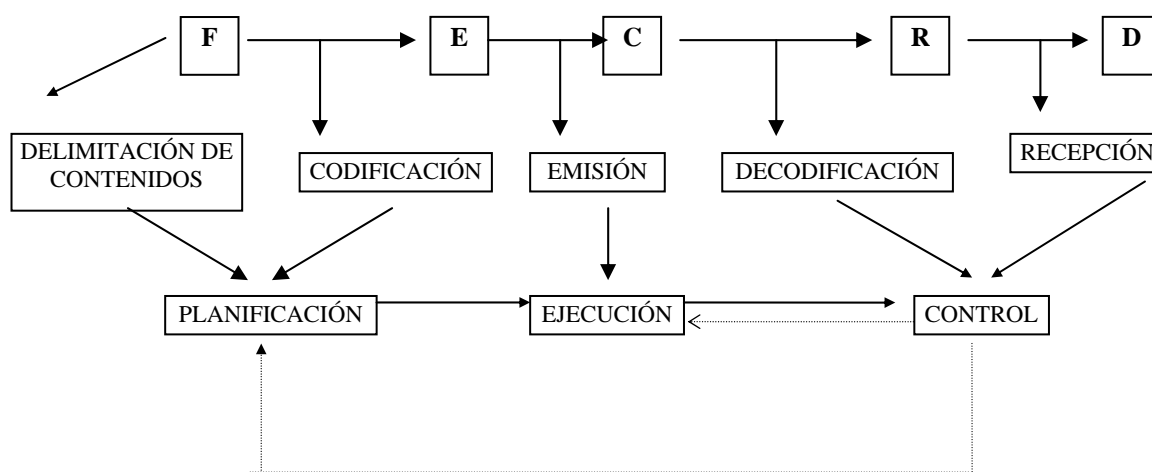 F
E
C
R
D
DELIMITACIÓN DE
CONTENIDOS
CODIFICACIÓN
EMISIÓN
DECODIFICACIÓN
RECEPCIÓN
PLANIFICACIÓN
EJECUCIÓN
CONTROL